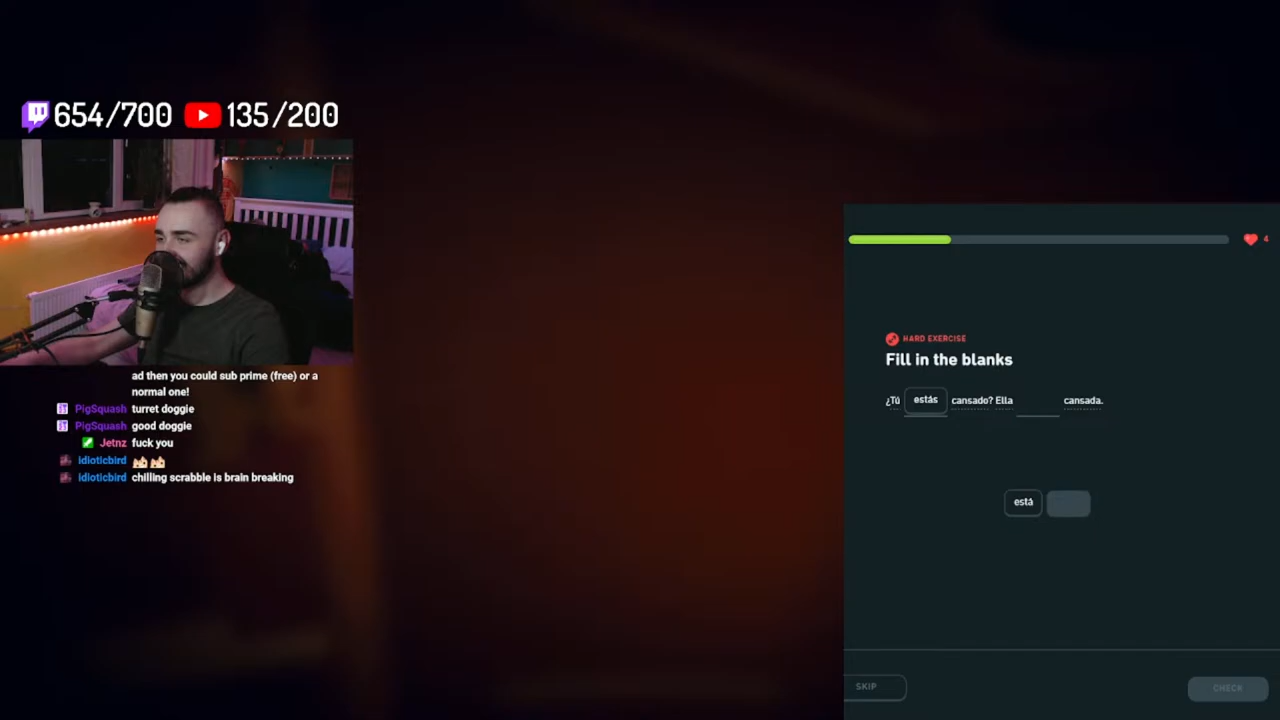 654/700 135/200
ad then you could sub prime (free) or a
normal one!
PigSquash turret doggie
PigSquash good doggie
Jetnz fuck you
idioticbird
idioticbird chilling scrabble is brain breaking
4
HARD EXERCISE
Fill in the blanks
¿Tú estás cansado? Ella cansada.
está
SKIP
CHECK